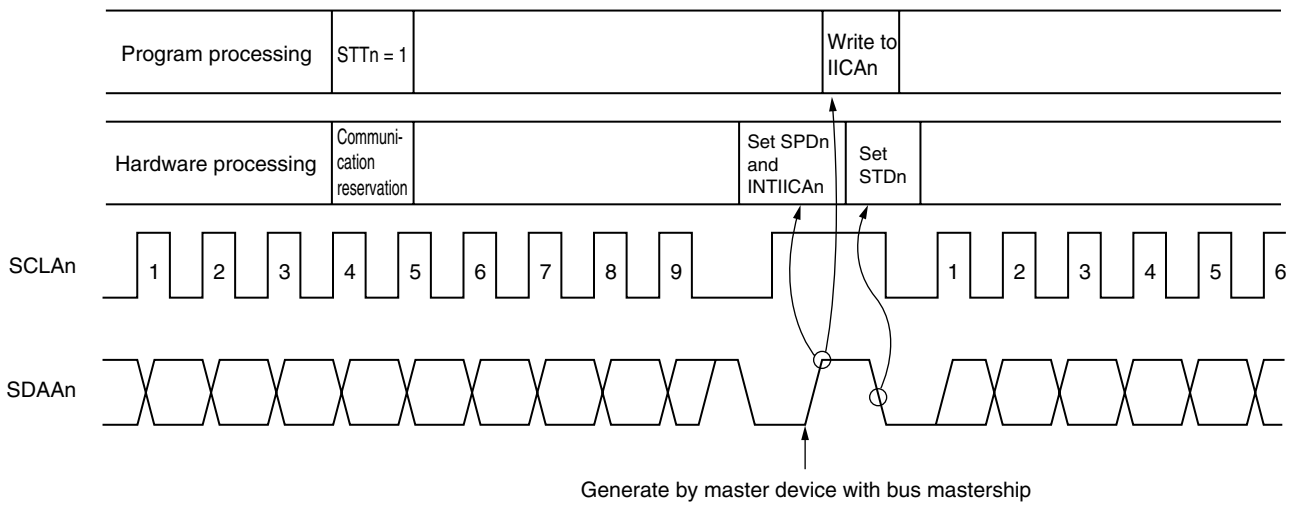 Program processing
STTn = 1
Write to
IICAn
Hardware processing
Communi-
cation
reservation
Set SPDn
and
INTIICAn
Set
STDn
SCLAn
1 2 3 4 5 6 7 8 9 1 2 3 4 5 6
SDAAn
Generate by master device with bus mastership